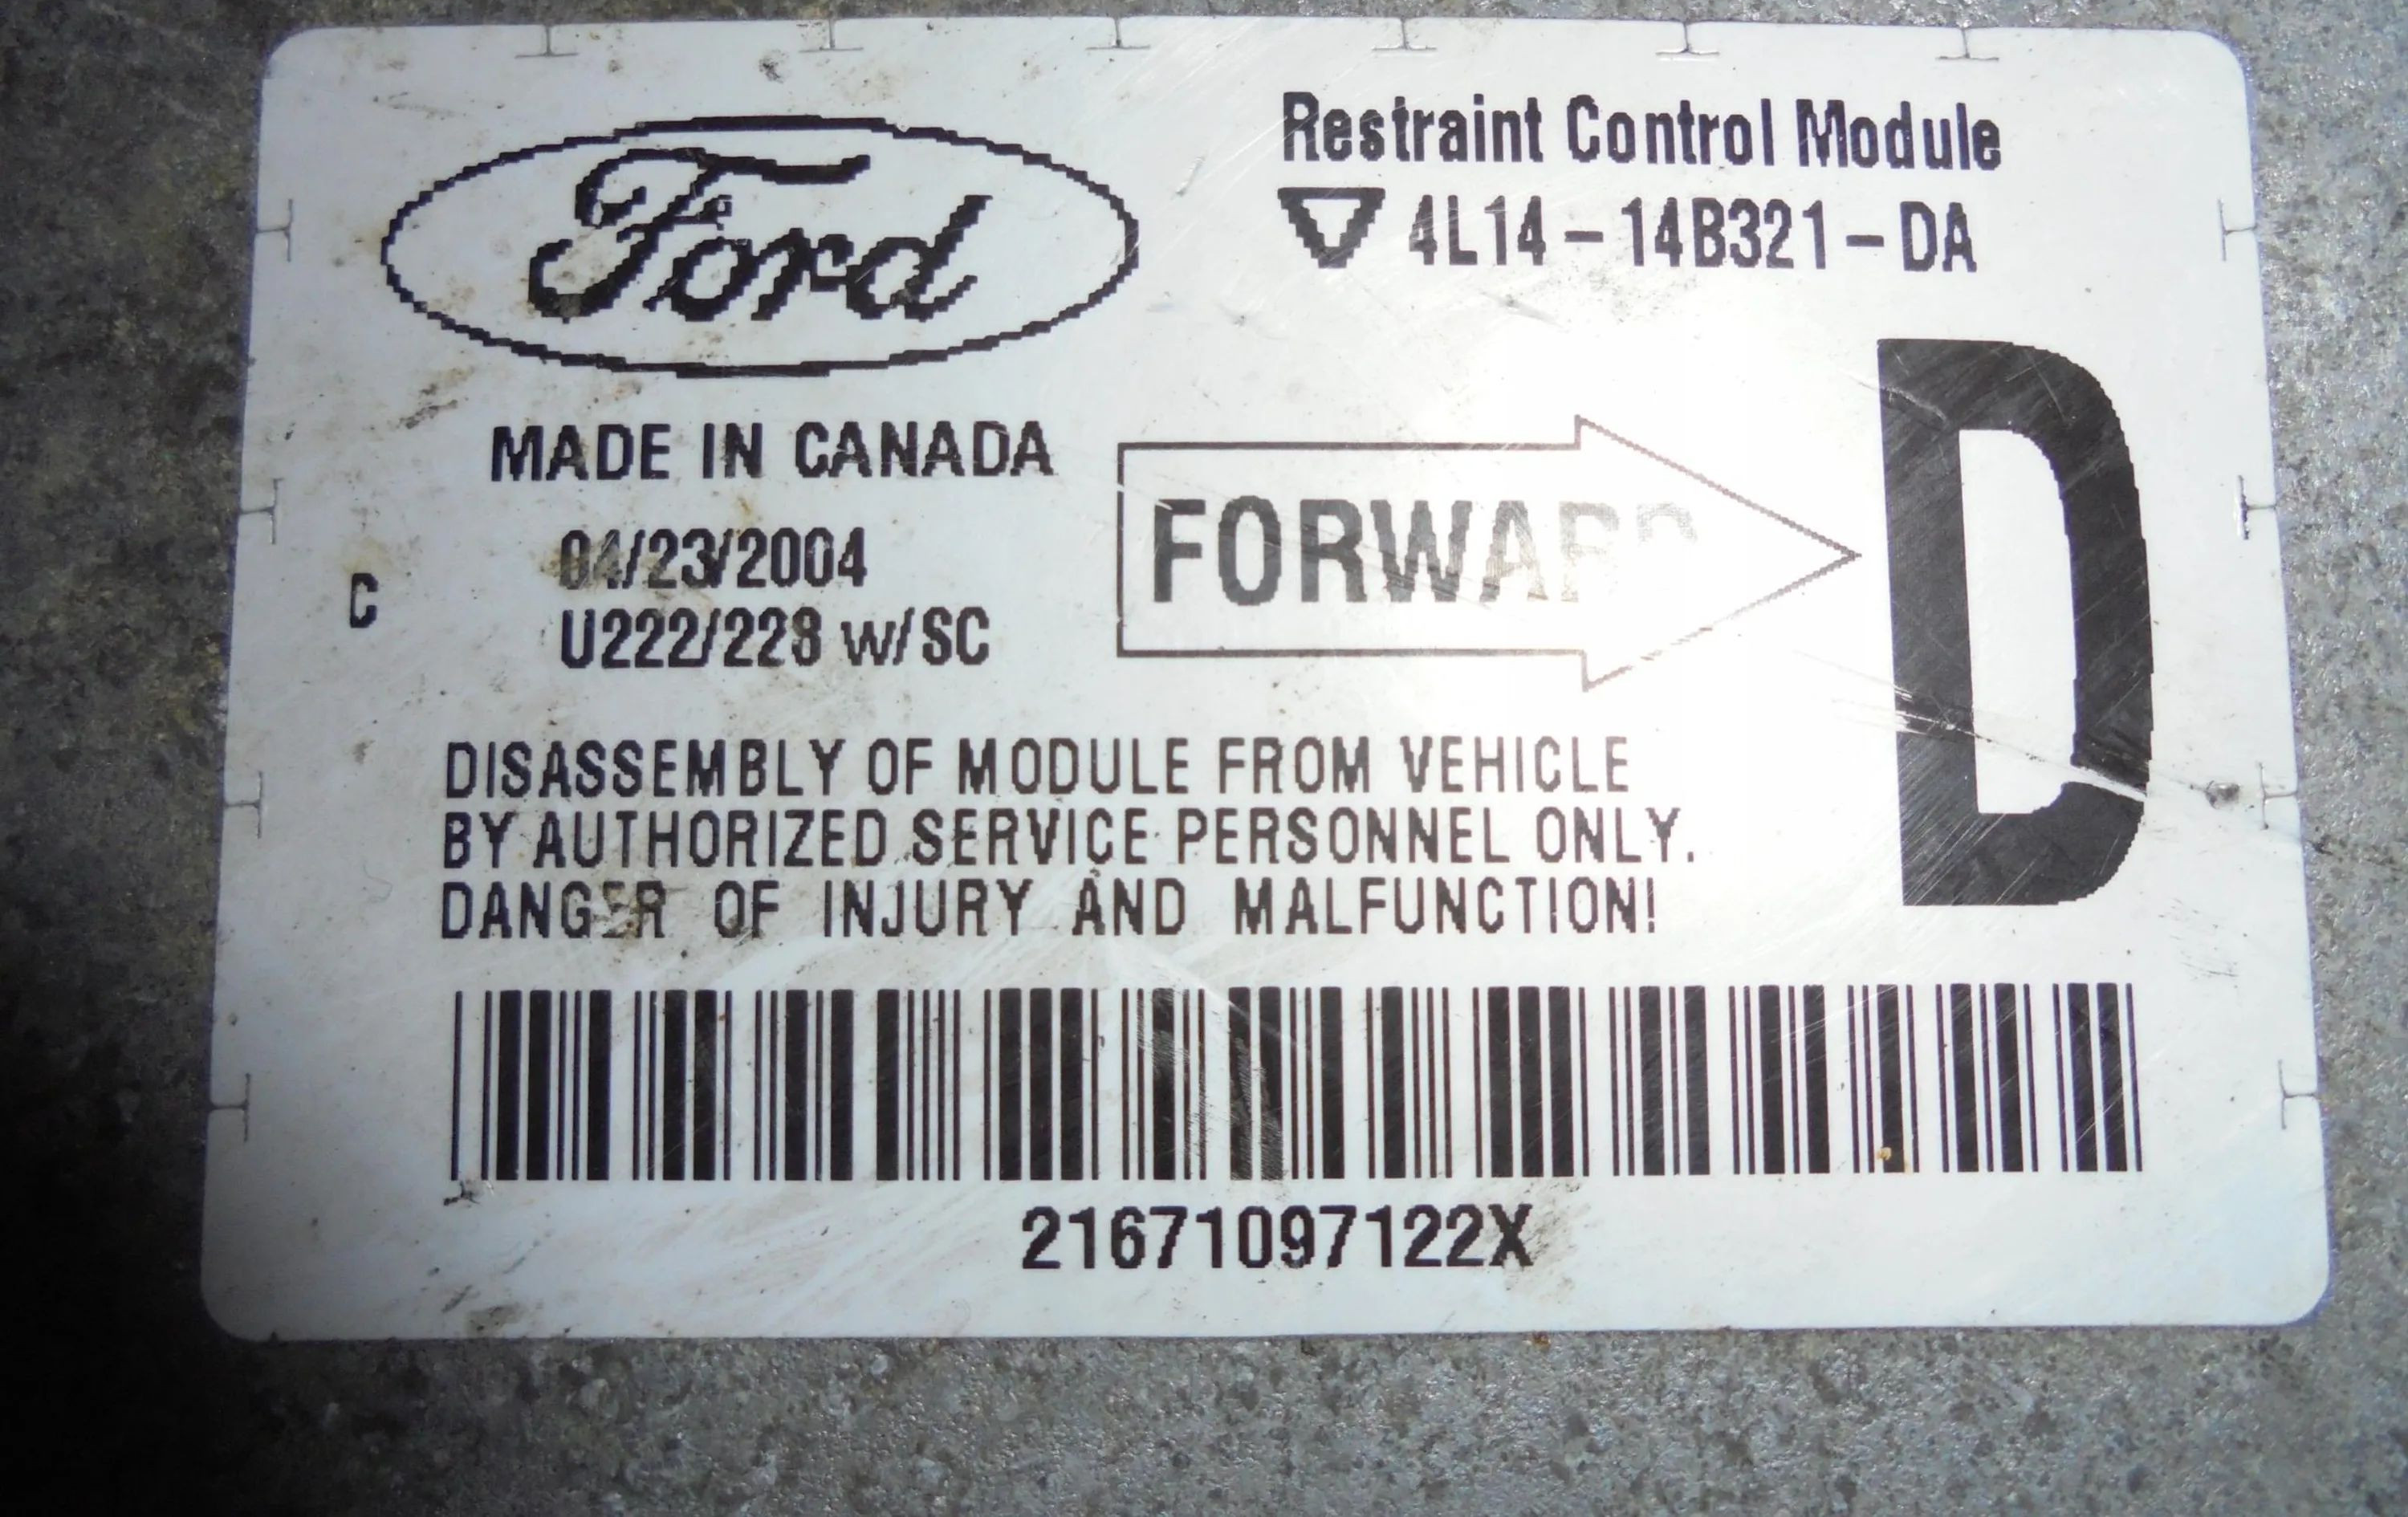 Ford
Restraint Control Module
4L14 - 14B321 - DA
D
MADE IN CANADA
FORWARD
04/23/2004
C
U222/228 w/SC
DISASSEMBLY OF MODULE FROM VEHICLE
BY AUTHORIZED SERVICE PERSONNEL ONLY.
DANGER OF INJURY AND MALFUNCTION!
21671097122X